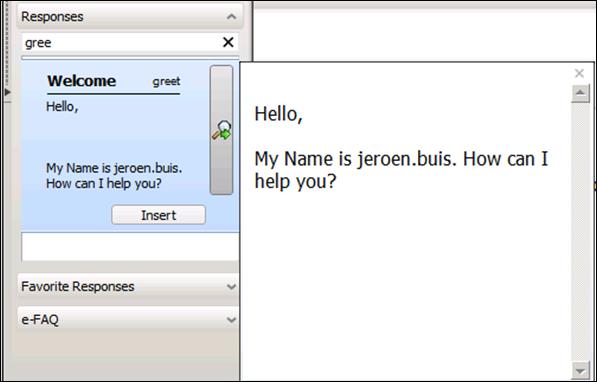 Responses
gree
Welcome greet
Hello,
My Name is jeroen.buis.
How can I help you?
Insert
Favorite Responses
e-FAQ
Hello,
My Name is jeroen.buis. How can I
help you?